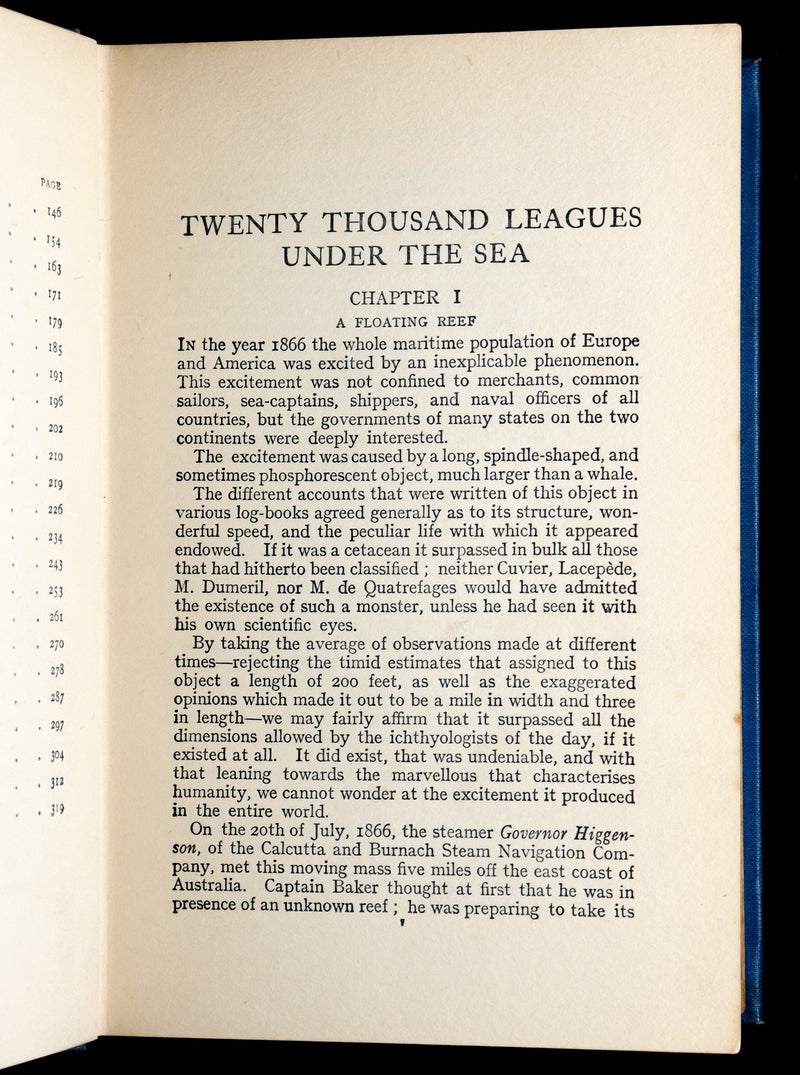 PAGE
. 146
. 154
. 163
. 171
. 179
. 185
. 193
. 196
. 202
. 210
. 219
. 226
. 234
. 243
. 253
. 261
. 270
. 278
. 287
. 297
. 304
. 312
. 319
TWENTY THOUSAND LEAGUES
UNDER THE SEA
CHAPTER I
A FLOATING REEF
IN the year 1866 the whole maritime population of Europe
and America was excited by an inexplicable phenomenon.
This excitement was not confined to merchants, common
sailors, sea-captains, shippers, and naval officers of all
countries, but the governments of many states on the two
continents were deeply interested.
The excitement was caused by a long, spindle-shaped, and
sometimes phosphorescent object, much larger than a whale.
The different accounts that were written of this object in
various log-books agreed generally as to its structure, won-
derful speed, and the peculiar life with which it appeared
endowed. If it was a cetacean it surpassed in bulk all those
that had hitherto been classified ; neither Cuvier, Lacepède,
M. Dumeril, nor M. de Quatrefages would have admitted
the existence of such a monster, unless he had seen it with
his own scientific eyes.
By taking the average of observations made at different
times—rejecting the timid estimates that assigned to this
object a length of 200 feet, as well as the exaggerated
opinions which made it out to be a mile in width and three
in length—we may fairly affirm that it surpassed all the
dimensions allowed by the ichthyologists of the day, if it
existed at all. It did exist, that was undeniable, and with
that leaning towards the marvellous that characterises
humanity, we cannot wonder at the excitement it produced
in the entire world.
On the 20th of July, 1866, the steamer Governor Higgen-
son, of the Calcutta and Burnach Steam Navigation Com-
pany, met this moving mass five miles off the east coast of
Australia. Captain Baker thought at first that he was in
presence of an unknown reef ; he was preparing to take its